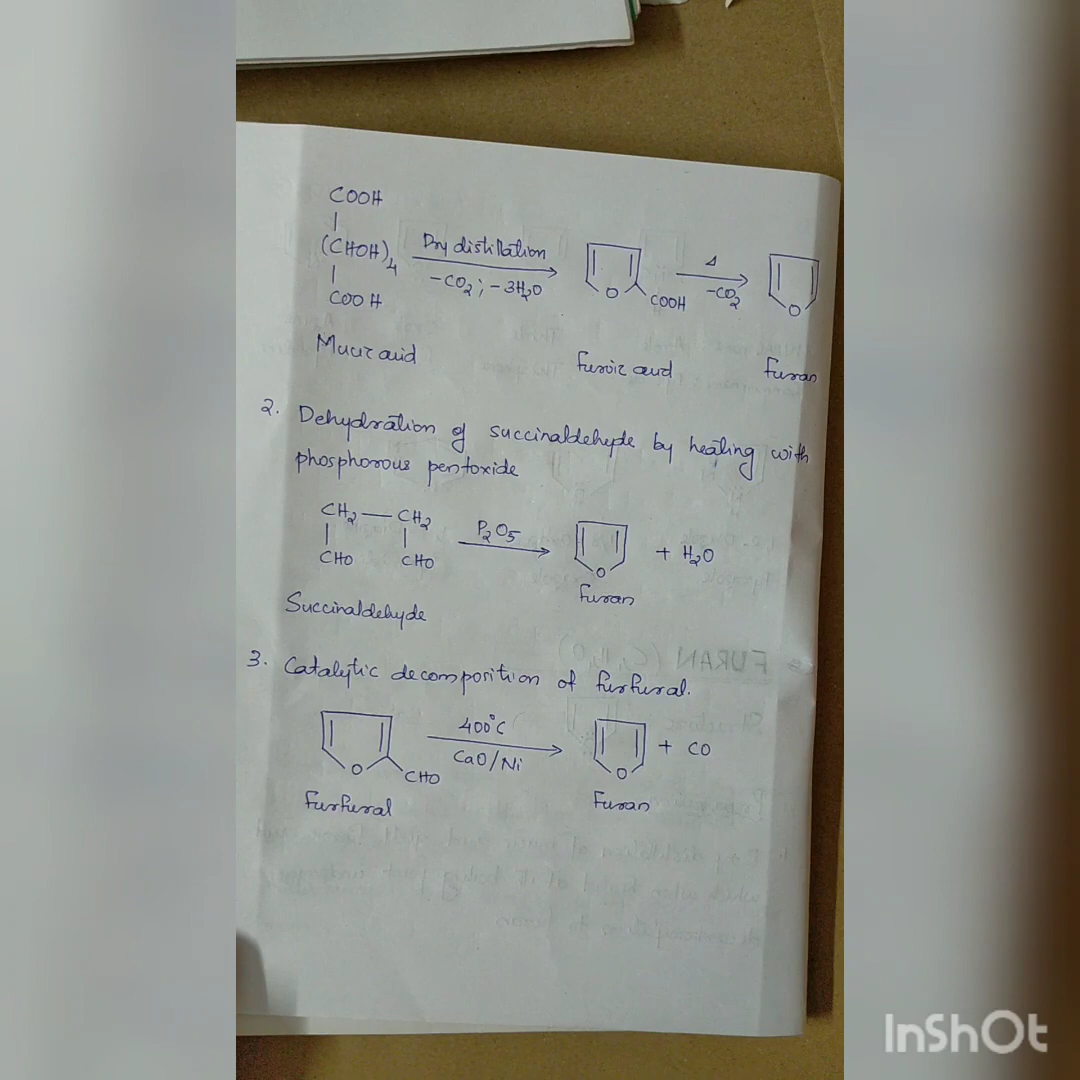 COOH
|
(CHOH)4
|
COOH
Dry distillation
-CO2 ; -3H2O
O
COOH
Δ
-CO2
O
Mucic acid
Furoic acid
Furan
2. Dehydration of succinaldehyde by heating with
phosphorous pentoxide
CH2 — CH2
| |
CHO CHO
P2O5
O
+ H2O
Furan
Succinaldehyde
3. Catalytic decomposition of furfural.
O
CHO
400°C
CaO/Ni
O
+ CO
Furfural
Furan
InShOt